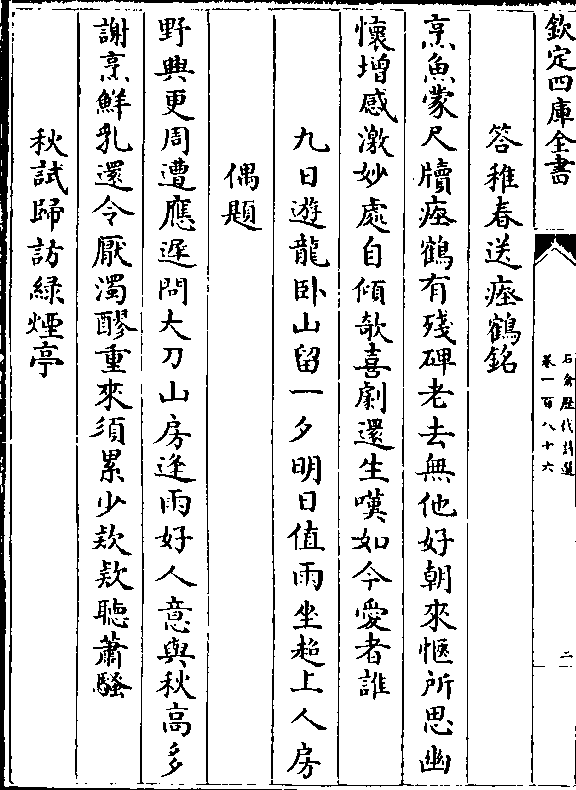 欽定四庫全書
石倉歷代詩選
卷一百八十六
二
答稚春送瘞鶴銘
烹魚蒙尺牘瘞鶴有殘碑老去無他好朝來愜所思幽
懷增感激妙處自傾欹喜劇還生嘆如今愛者誰
九日遊龍卧山留一夕明日值雨坐超上人房
偶題
野興更周遭應遲問大刀山房逢雨好人意與秋高多
謝烹鮮乳還令厭濁醪重來須累少欵欵聽蕭騷
秋試歸訪緑煙亭